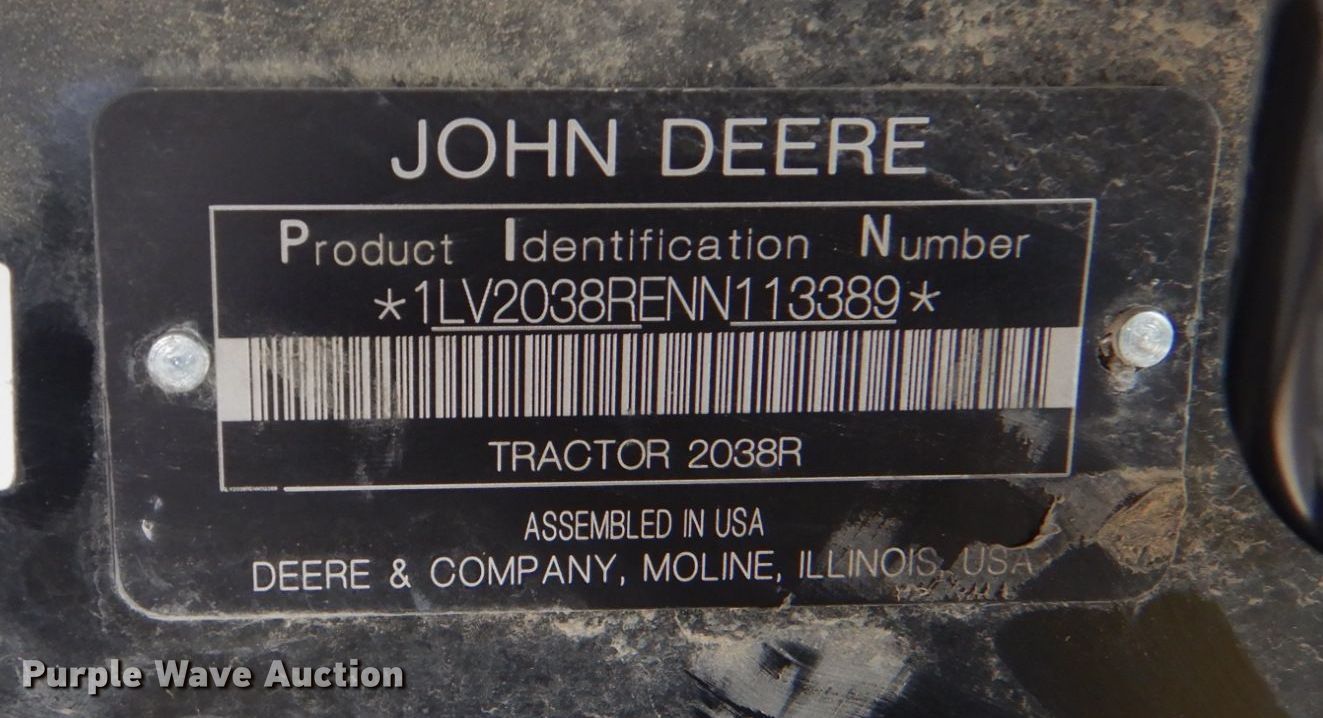 JOHN DEERE
Product Identification Number
*1LV2038RENN113389*
TRACTOR 2038R
ASSEMBLED IN USA
DEERE & COMPANY, MOLINE, ILLINOIS, USA
Purple Wave Auction